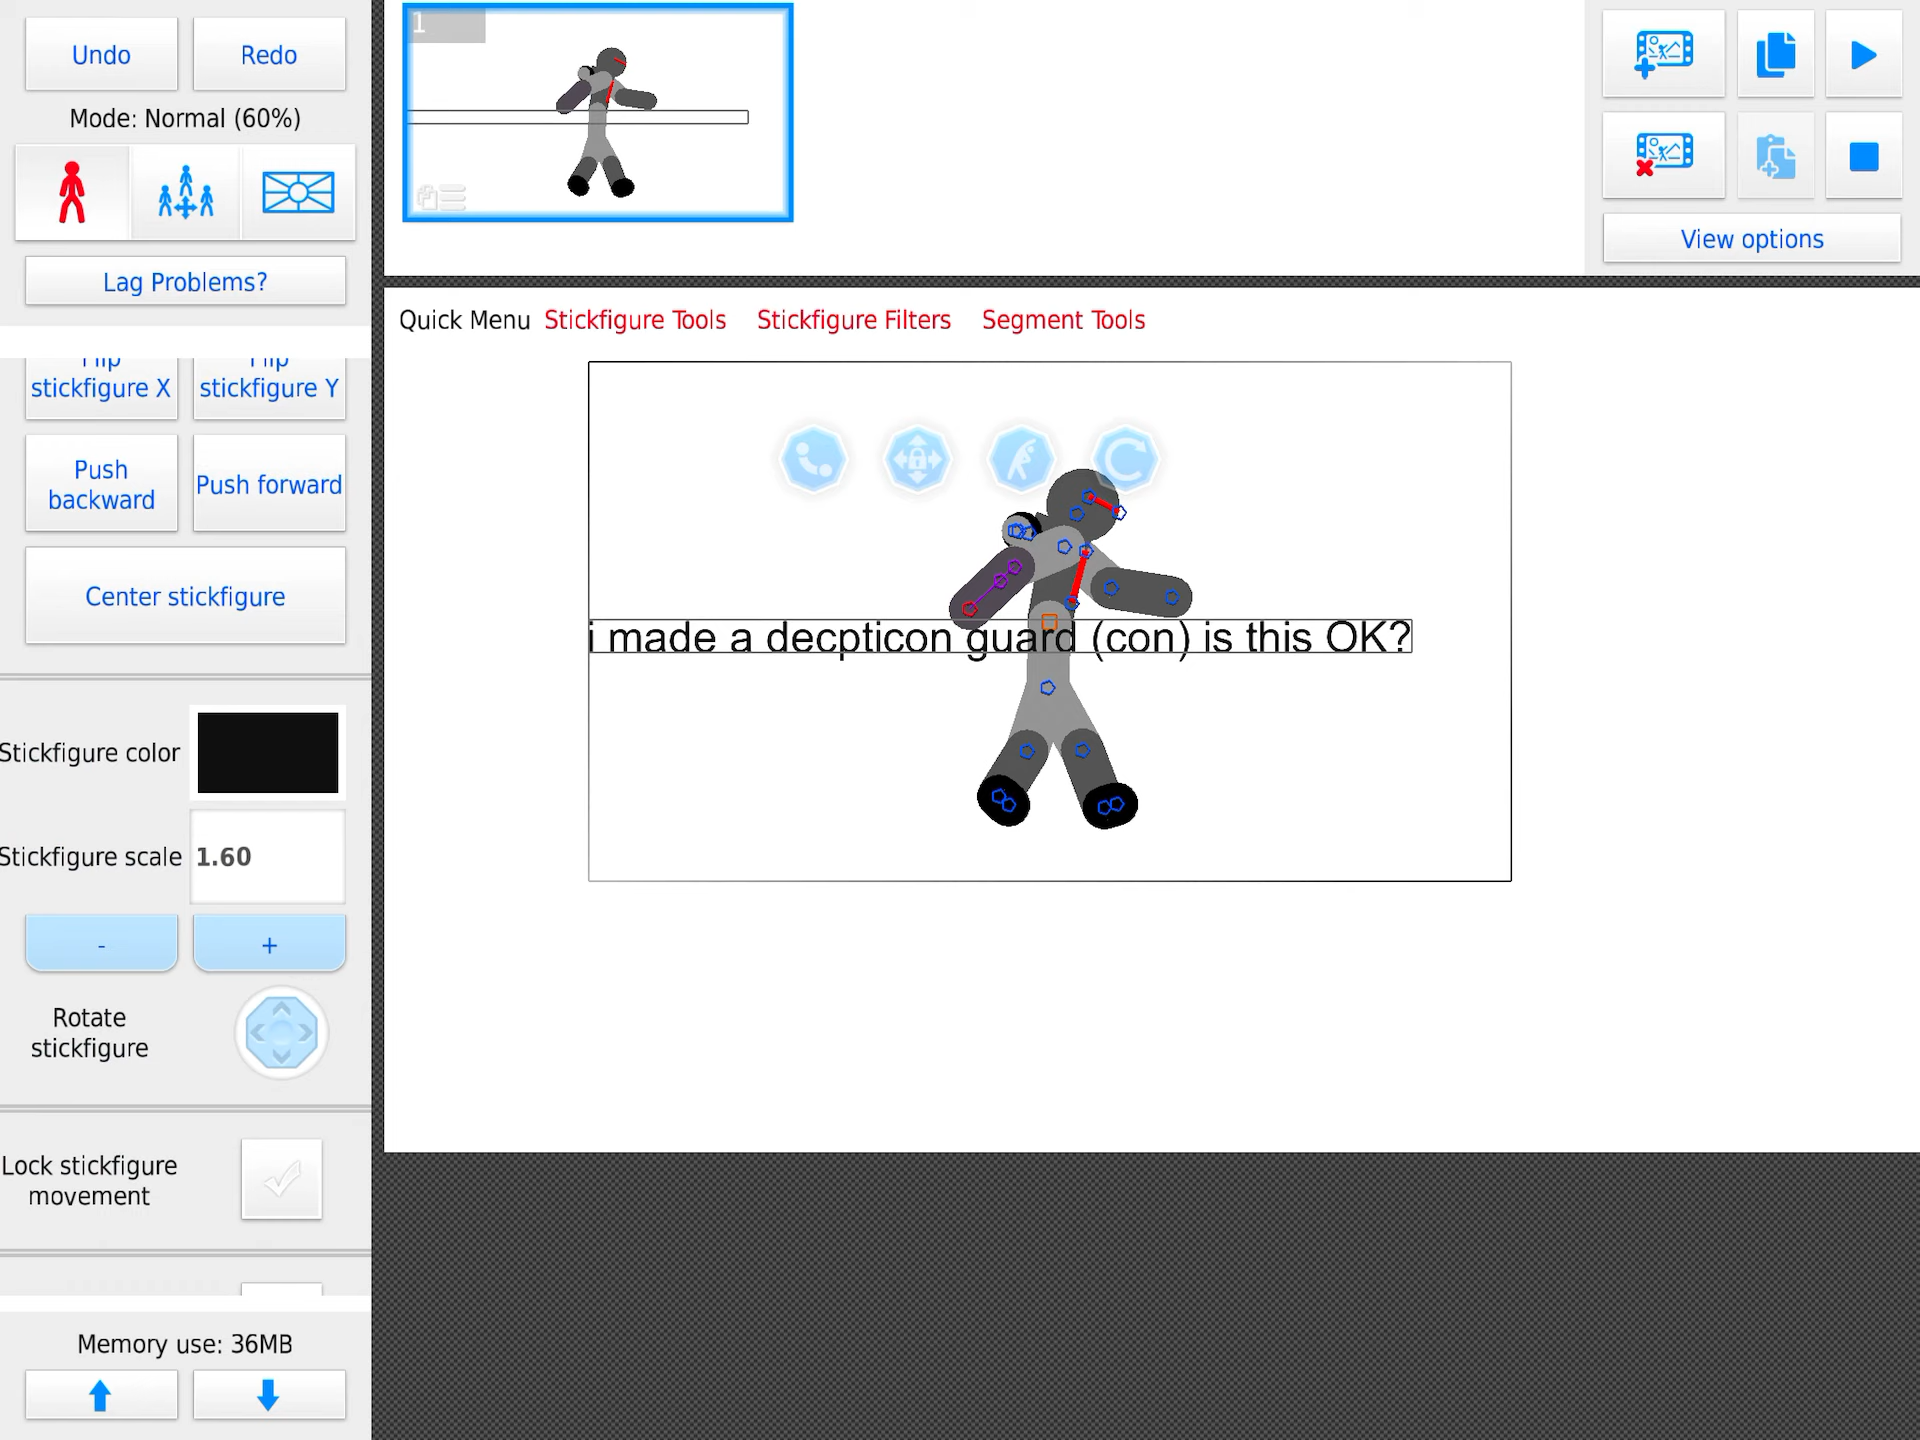 Undo
Redo
Mode: Normal (60%)
Lag Problems?
Flip stickfigure X
Flip stickfigure Y
Push backward
Push forward
Center stickfigure
Stickfigure color
Stickfigure scale
1.60
-
+
Rotate stickfigure
Lock stickfigure movement
Memory use: 36MB
1
View options
Quick Menu
Stickfigure Tools
Stickfigure Filters
Segment Tools
i made a decpticon guard (con) is this OK?